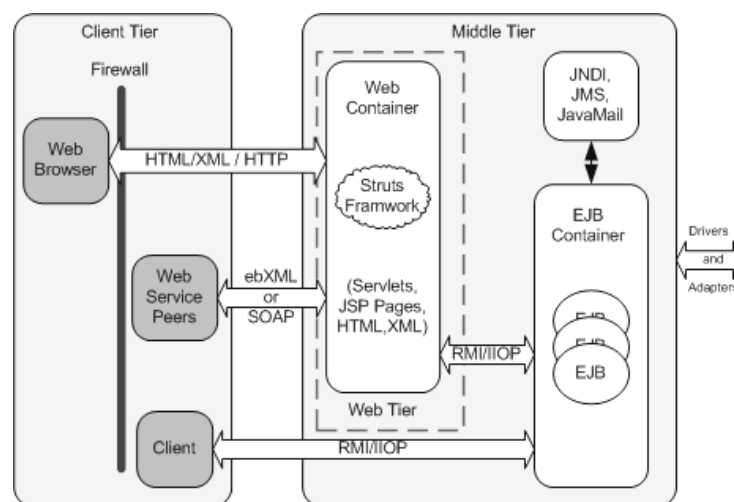 Client Tier
Middle Tier
Firewall
Web
Container
JNDI,
JMS,
JavaMail
Web
Browser
HTML/XML / HTTP
Struts
Framwork
EJB
Container
Drivers
and
Adapters
Web
Service
Peers
ebXML
or
SOAP
(Servlets,
JSP Pages,
HTML,XML)
EJB
EJB
EJB
RMI/IIOP
Web Tier
Client
RMI/IIOP